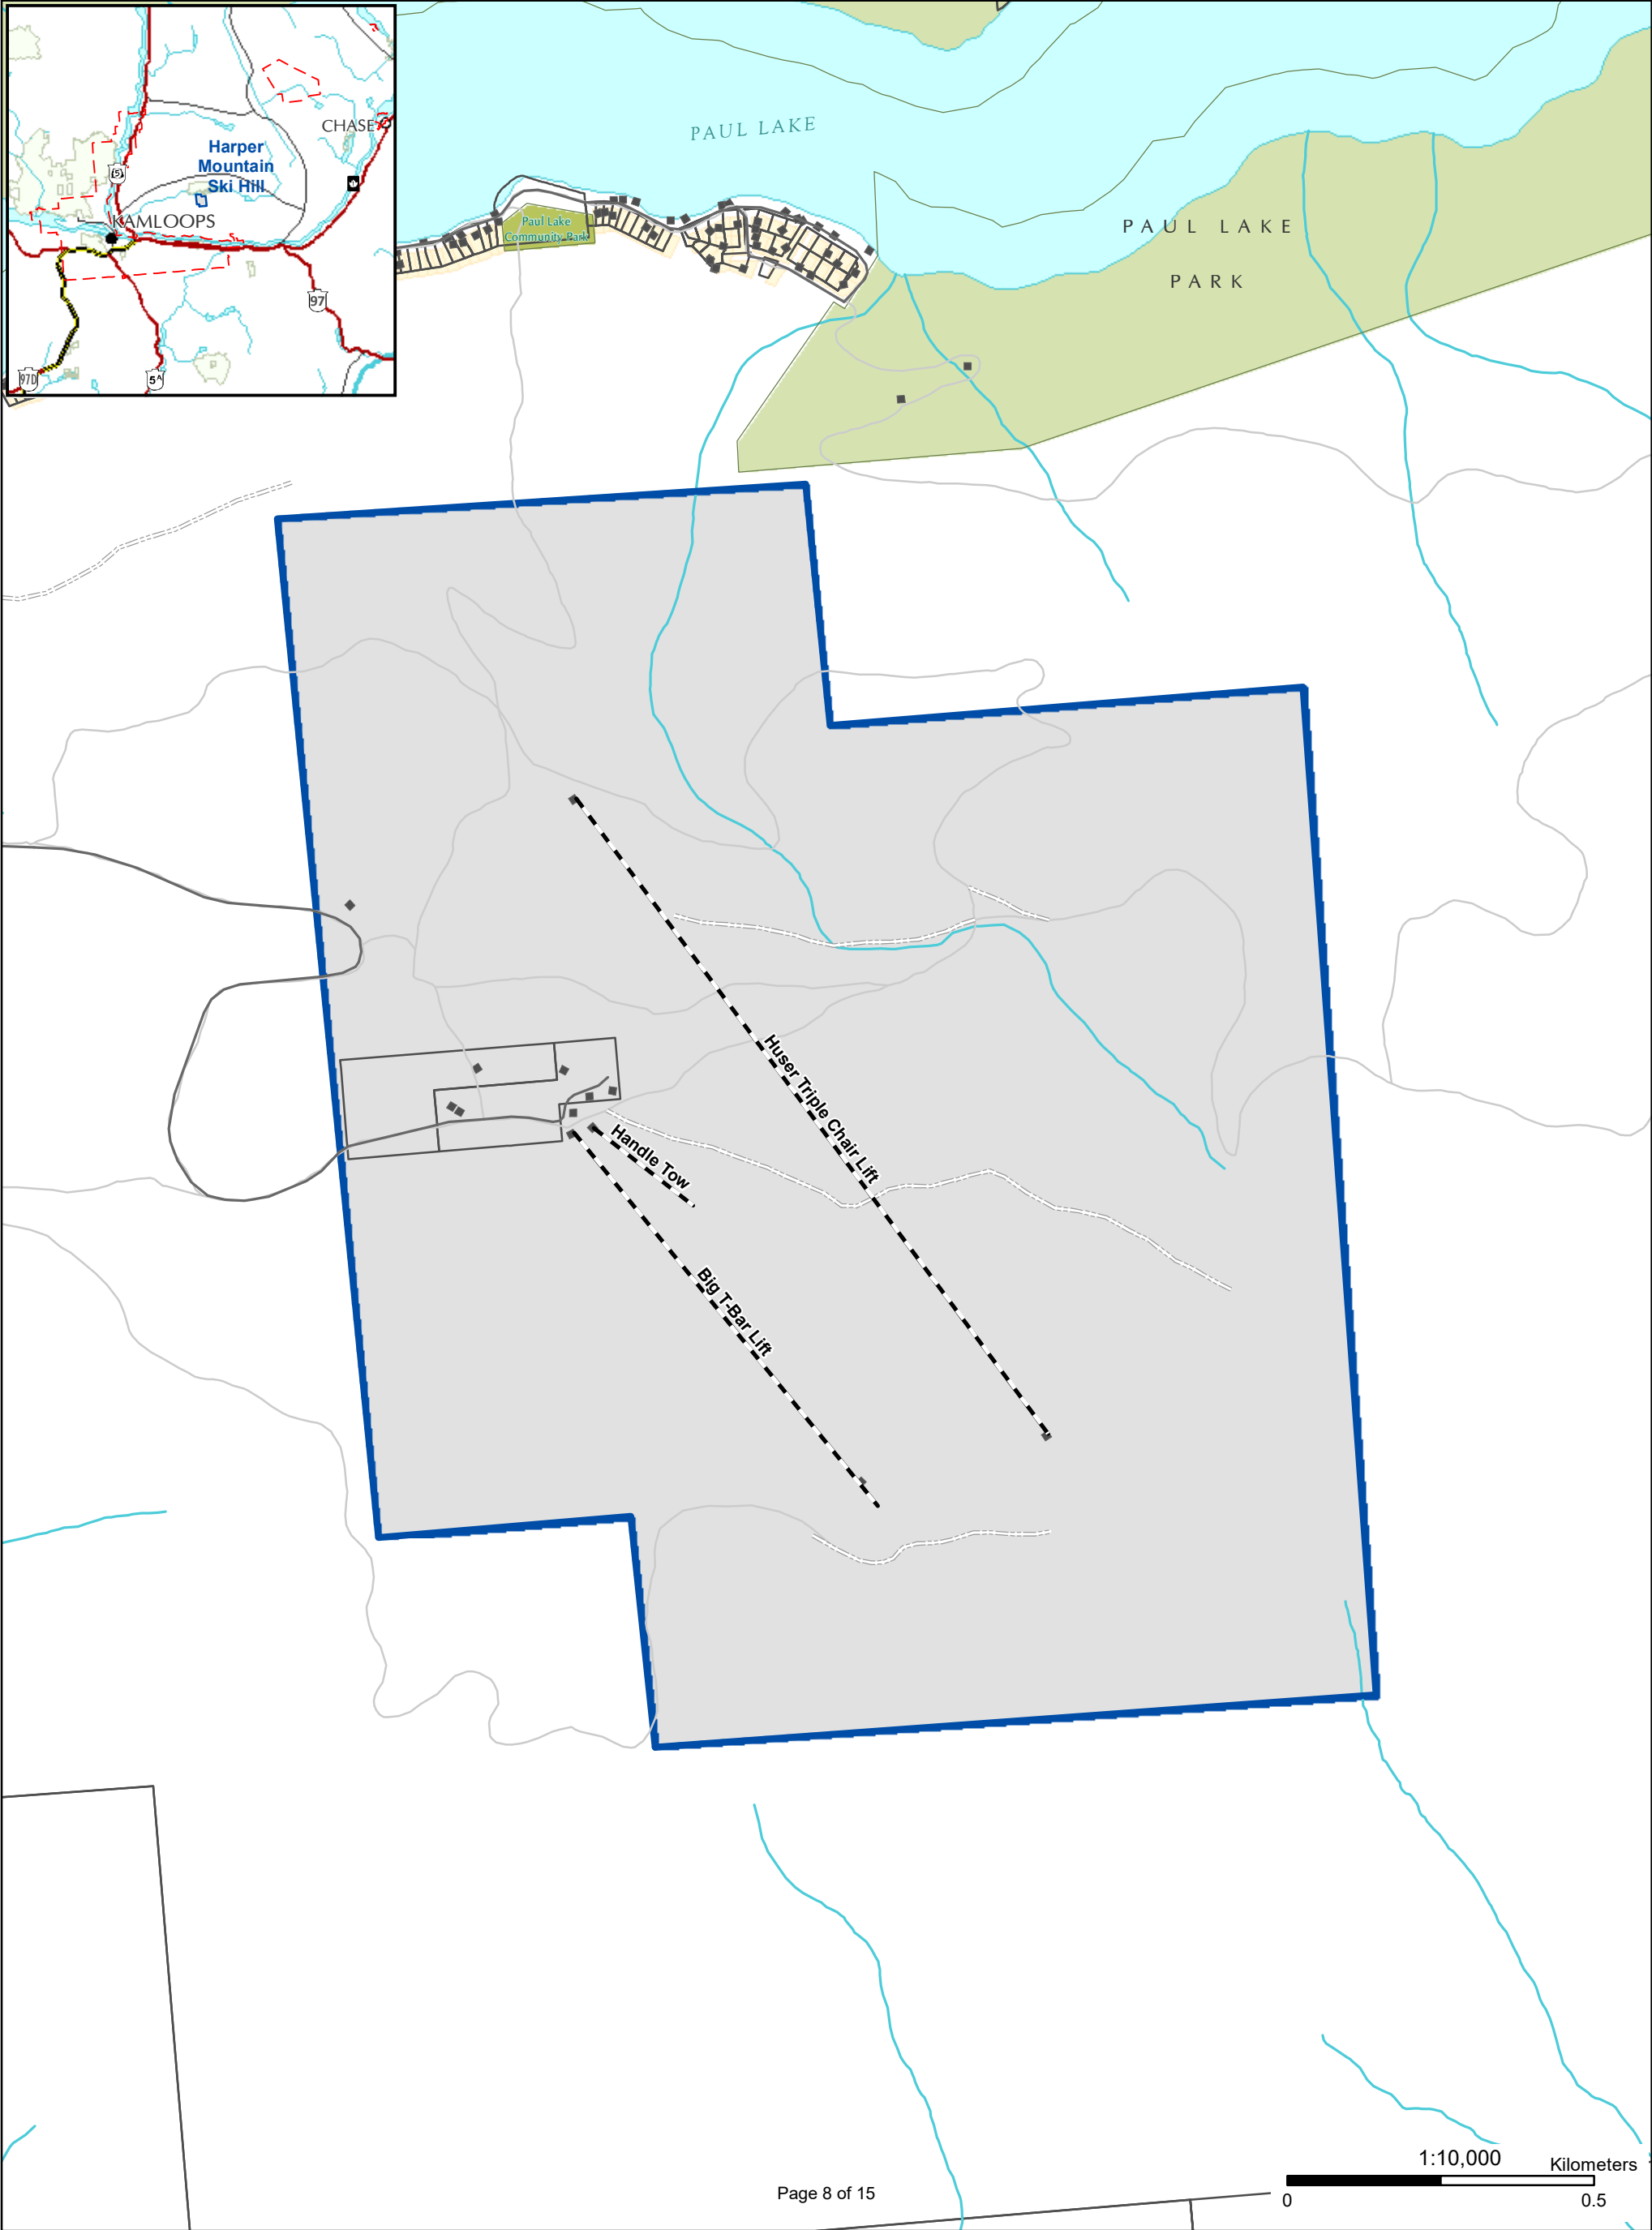 CHASE
Harper
Mountain
Ski Hill
5
KAMLOOPS
97
97D
5A
PAUL LAKE
Paul Lake
Community Park
PAUL LAKE
PARK
Huser Triple Chair Lift
Handle Tow
Big T-Bar Lift
1:10,000
Kilometers
0
0.5
Page 8 of 15